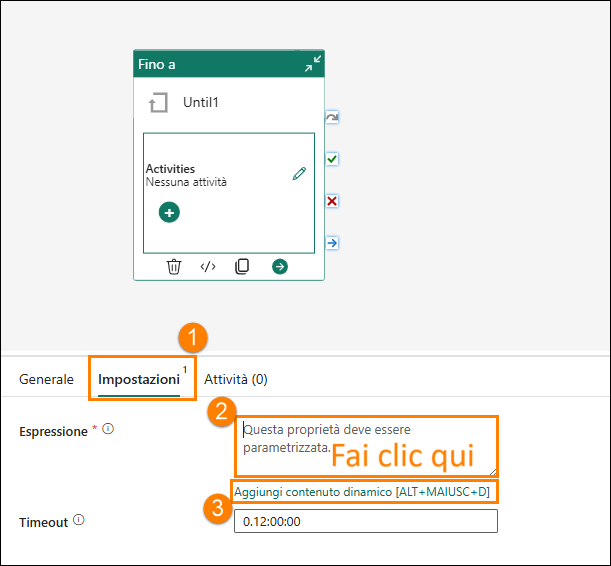 Fino a
Until1
Activities
Nessuna attività
1
Generale
Impostazioni 1
Attività (0)
2
Espressione *
Questa proprietà deve essere
parametrizzata.
Fai clic qui
Aggiungi contenuto dinamico [ALT+MAIUSC+D]
3
Timeout
0.12:00:00